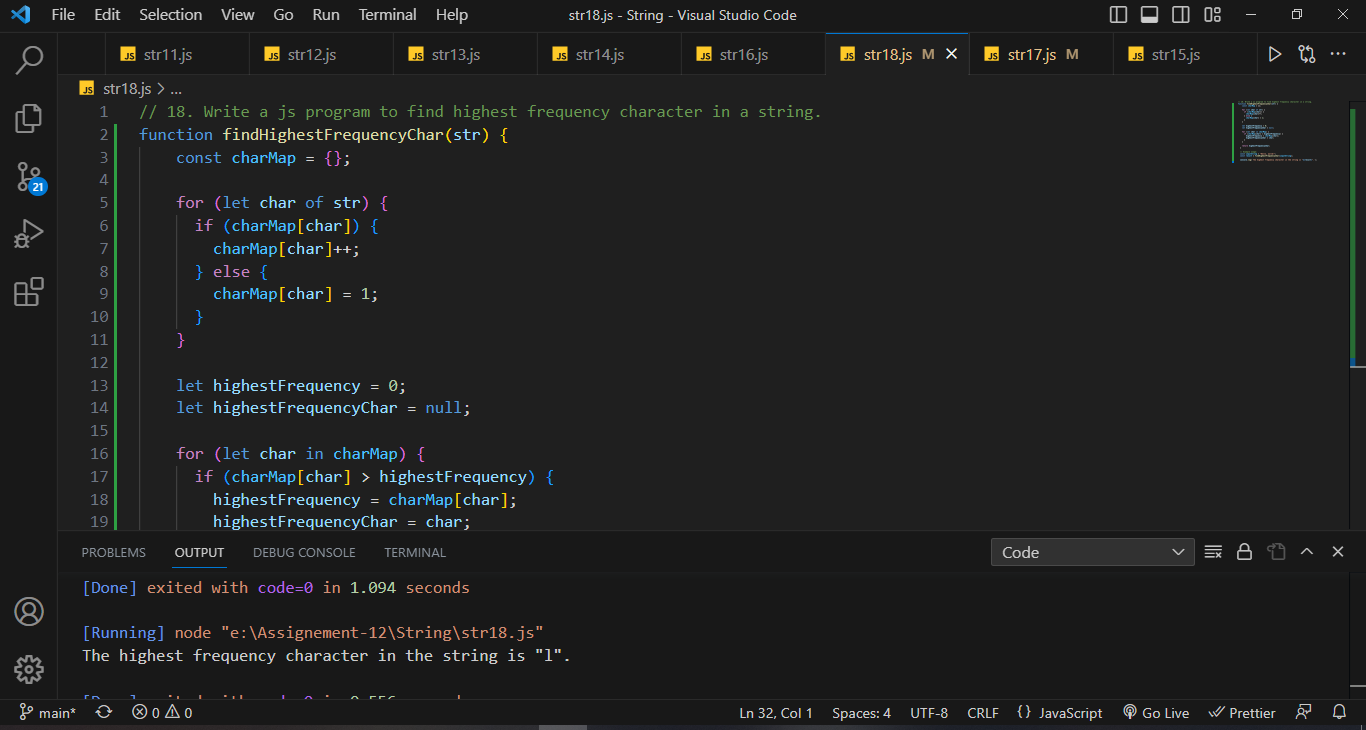 File Edit Selection View Go Run Terminal Help str18.js - String - Visual Studio Code
JS str11.js JS str12.js JS str13.js JS str14.js JS str16.js JS str18.js M JS str17.js M JS str15.js
JS str18.js > ...
1 // 18. Write a js program to find highest frequency character in a string.
2 function findHighestFrequencyChar(str) {
3 const charMap = {};
4
5 for (let char of str) {
6 if (charMap[char]) {
7 charMap[char]++;
8 } else {
9 charMap[char] = 1;
10 }
11 }
12
13 let highestFrequency = 0;
14 let highestFrequencyChar = null;
15
16 for (let char in charMap) {
17 if (charMap[char] > highestFrequency) {
18 highestFrequency = charMap[char];
19 highestFrequencyChar = char;
21
PROBLEMS OUTPUT DEBUG CONSOLE TERMINAL Code
[Done] exited with code=0 in 1.094 seconds
[Running] node "e:\Assignement-12\String\str18.js"
The highest frequency character in the string is "l".
main* 0 0 Ln 32, Col 1 Spaces: 4 UTF-8 CRLF {} JavaScript Go Live Prettier